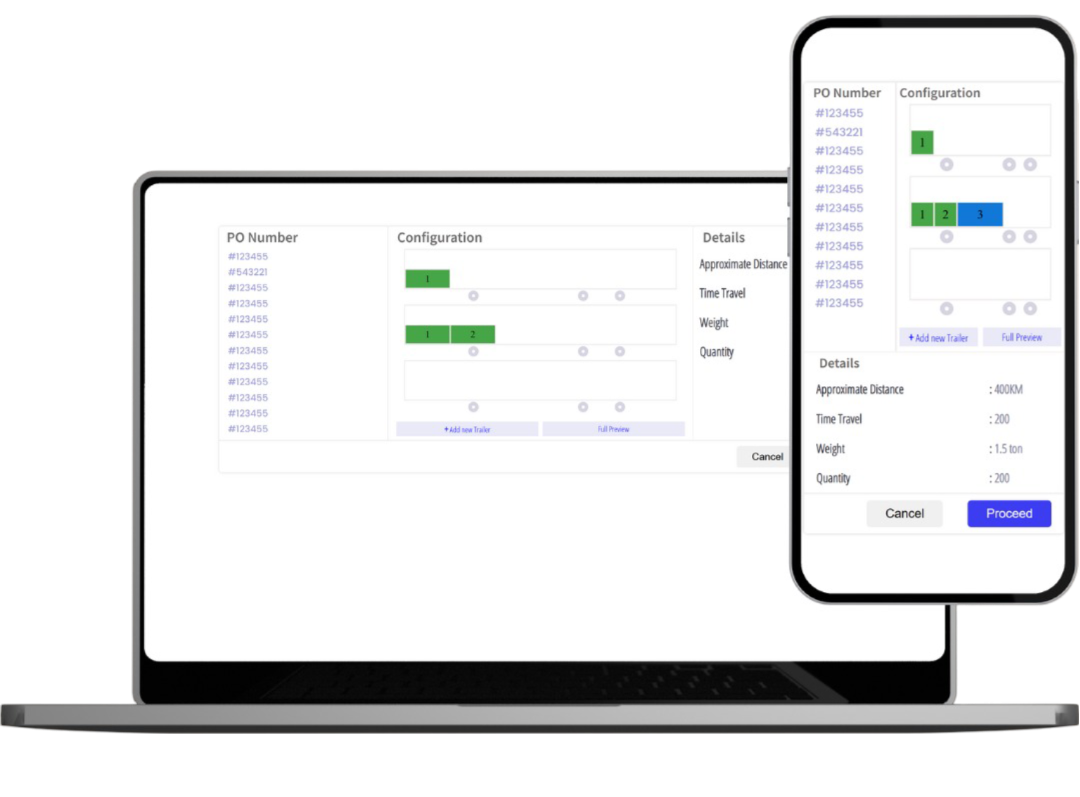 PO Number
#123455
#543221
#123455
#123455
#123455
#123455
#123455
#123455
#123455
#123455
#123455
#123455
Configuration
1
1 2
+ Add new Trailer
Full Preview
Details
Approximate Distance
Time Travel
Weight
Quantity
Cancel
PO Number
#123455
#543221
#123455
#123455
#123455
#123455
#123455
#123455
#123455
#123455
#123455
Configuration
1
1 2 3
+ Add new Trailer
Full Preview
Details
Approximate Distance : 400KM
Time Travel : 200
Weight : 1.5 ton
Quantity : 200
Cancel
Proceed